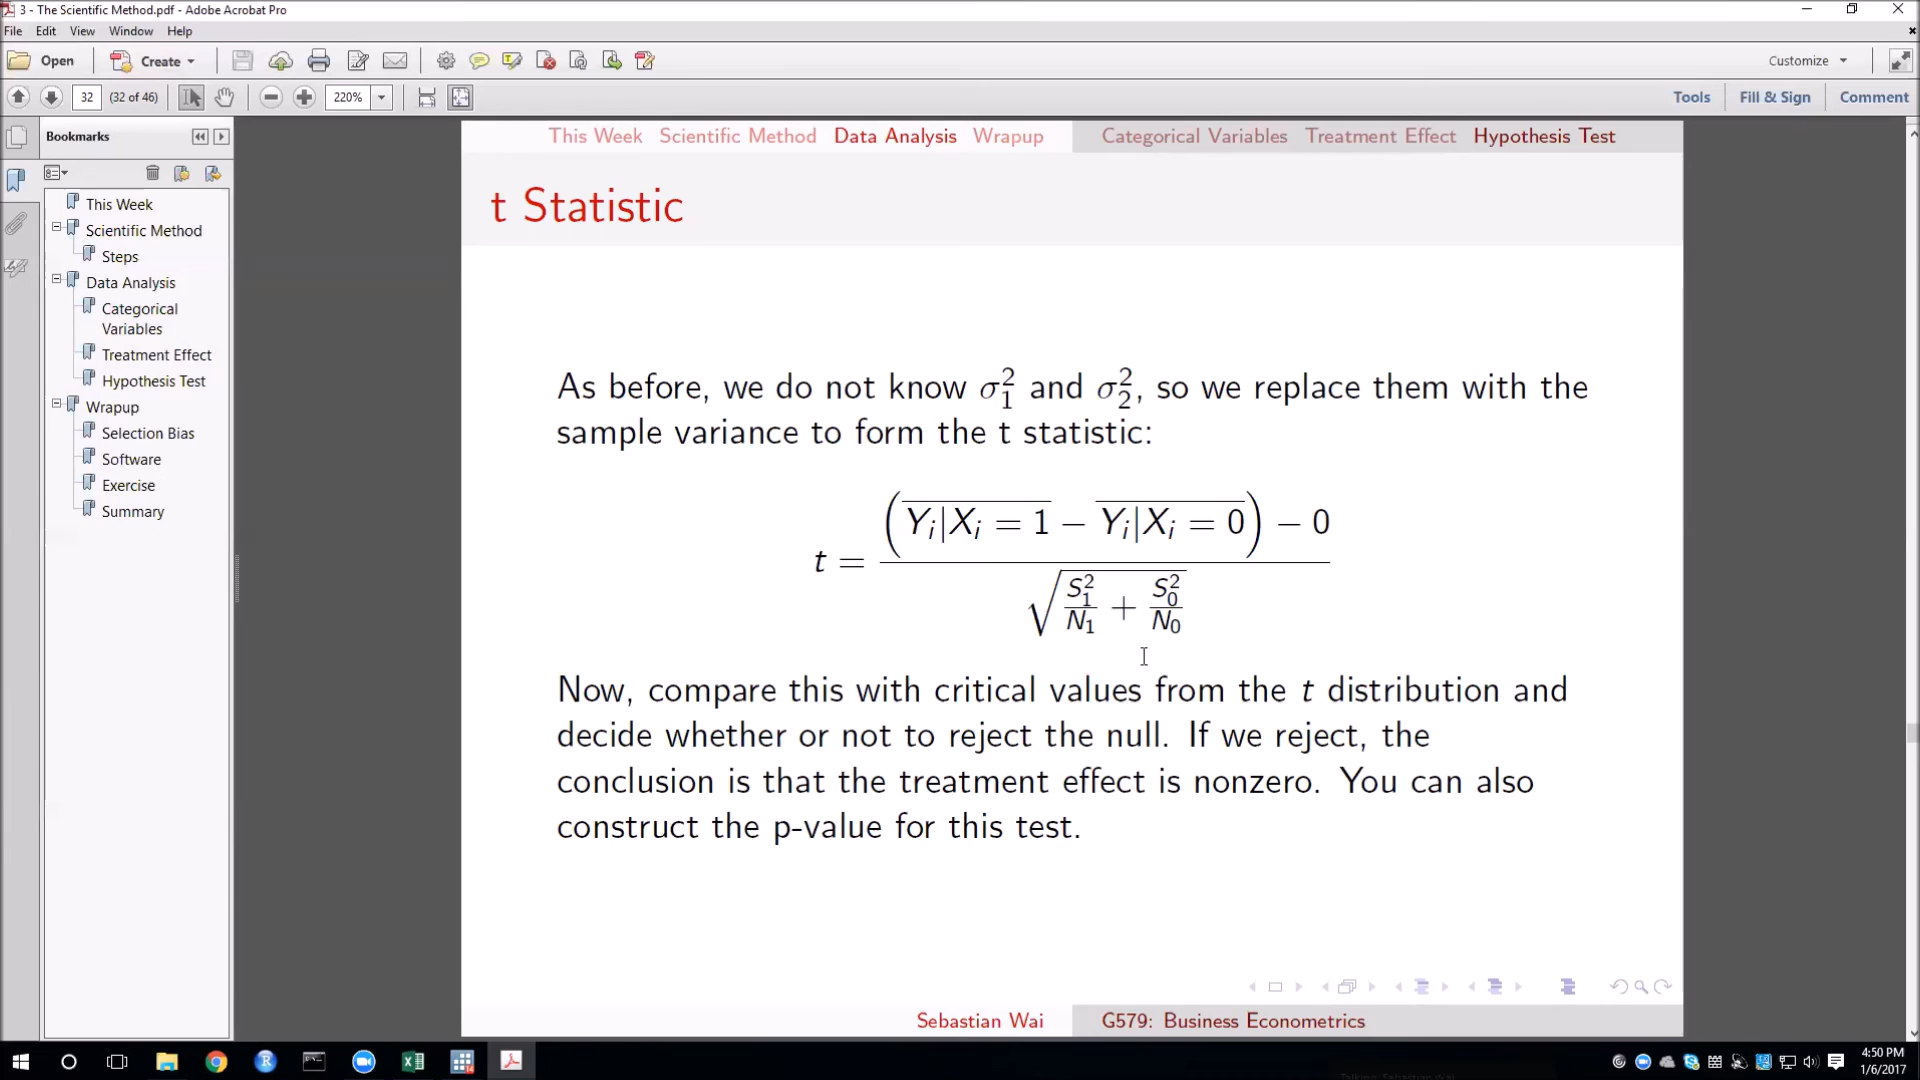 3 - The Scientific Method.pdf - Adobe Acrobat Pro
File Edit View Window Help
Open Create Customize
32 (32 of 46) 220% Tools Fill & Sign Comment
Bookmarks
This Week
Scientific Method
Steps
Data Analysis
Categorical
Variables
Treatment Effect
Hypothesis Test
Wrapup
Selection Bias
Software
Exercise
Summary
This Week Scientific Method Data Analysis Wrapup Categorical Variables Treatment Effect Hypothesis Test
t Statistic
As before, we do not know σ₁² and σ₂², so we replace them with the
sample variance to form the t statistic:
t = ((Y̅ᵢ|Xᵢ = 1 − Y̅ᵢ|Xᵢ = 0) − 0) / √(S₁²/N₁ + S₀²/N₀)
Now, compare this with critical values from the t distribution and
decide whether or not to reject the null. If we reject, the
conclusion is that the treatment effect is nonzero. You can also
construct the p-value for this test.
Sebastian Wai G579: Business Econometrics
4:50 PM
1/6/2017